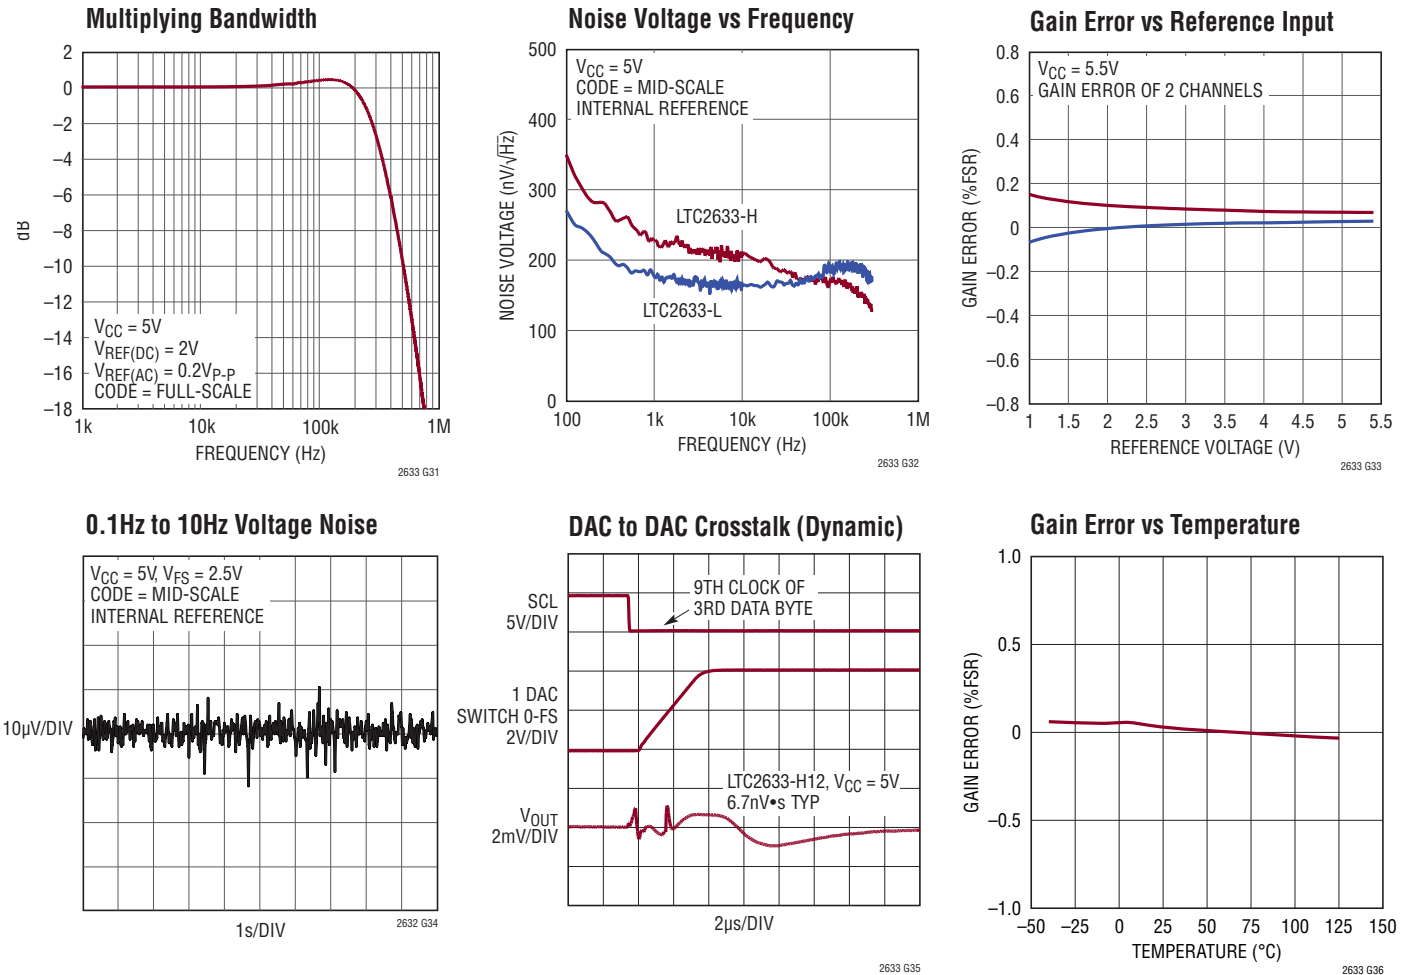 Multiplying Bandwidth
2
0
–2
–4
–6
–8
–10
–12
–14
–16
–18
dB
VCC = 5V
VREF(DC) = 2V
VREF(AC) = 0.2VP-P
CODE = FULL-SCALE
1k
10k
100k
1M
FREQUENCY (Hz)
2633 G31
Noise Voltage vs Frequency
500
400
300
200
100
0
NOISE VOLTAGE (nV/√Hz)
VCC = 5V
CODE = MID-SCALE
INTERNAL REFERENCE
LTC2633-H
LTC2633-L
100
1k
10k
100k
1M
FREQUENCY (Hz)
2633 G32
Gain Error vs Reference Input
0.8
0.6
0.4
0.2
0
–0.2
–0.4
–0.6
–0.8
GAIN ERROR (%FSR)
VCC = 5.5V
GAIN ERROR OF 2 CHANNELS
1
1.5
2
2.5
3
3.5
4
4.5
5
5.5
REFERENCE VOLTAGE (V)
2633 G33
0.1Hz to 10Hz Voltage Noise
VCC = 5V, VFS = 2.5V
CODE = MID-SCALE
INTERNAL REFERENCE
10µV/DIV
1s/DIV
2632 G34
DAC to DAC Crosstalk (Dynamic)
SCL
5V/DIV
9TH CLOCK OF
3RD DATA BYTE
1 DAC
SWITCH 0-FS
2V/DIV
LTC2633-H12, VCC = 5V
6.7nV•s TYP
VOUT
2mV/DIV
2µs/DIV
2633 G35
Gain Error vs Temperature
1.0
0.5
0
–0.5
–1.0
GAIN ERROR (%FSR)
–50
–25
0
25
50
75
100
125
150
TEMPERATURE (°C)
2633 G36